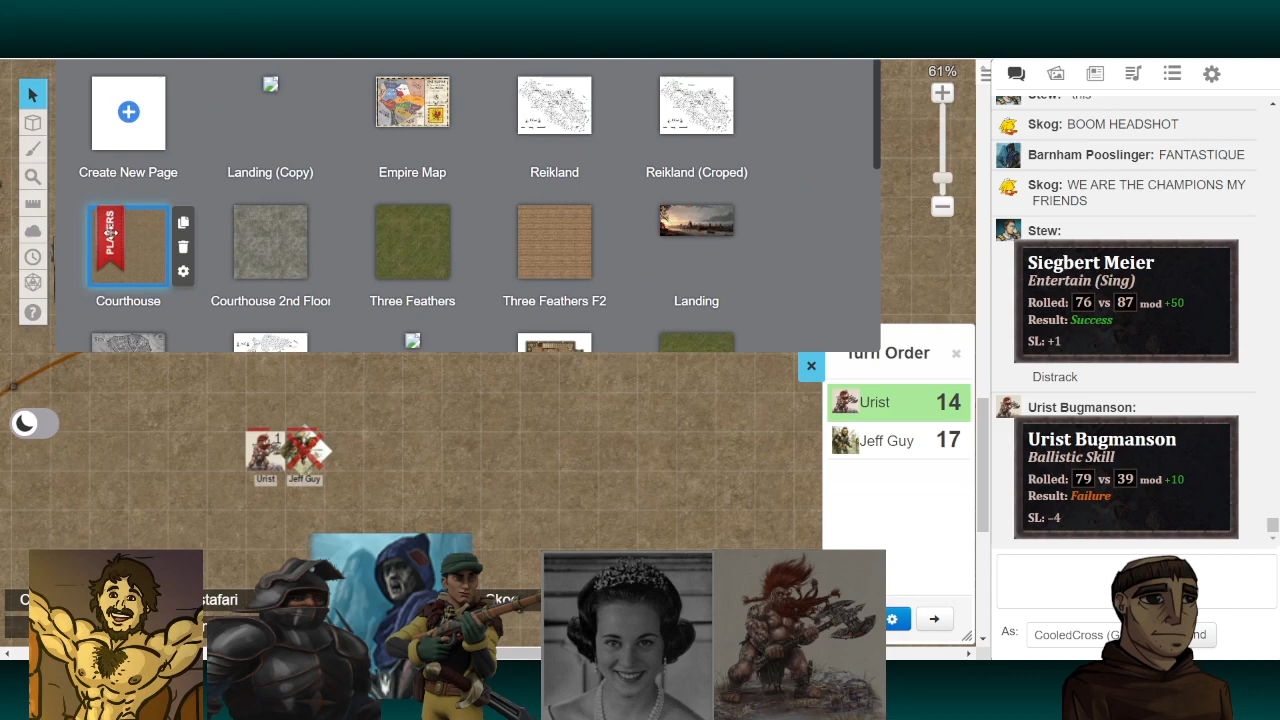 61%
Create New Page
Landing (Copy)
Empire Map
Reikland
Reikland (Croped)
PLAYERS
Courthouse
Courthouse 2nd Floor
Three Feathers
Three Feathers F2
Landing
Turn Order
Urist 14
Jeff Guy 17
1
Urist
Jeff Guy
Stew: this
Skog: BOOM HEADSHOT
Barnham Pooslinger: FANTASTIQUE
Skog: WE ARE THE CHAMPIONS MY
FRIENDS
Stew:
Siegbert Meier
Entertain (Sing)
Rolled: 76 vs 87 mod +50
Result: Success
SL: +1
Distrack
Urist Bugmanson:
Urist Bugmanson
Ballistic Skill
Rolled: 79 vs 39 mod +10
Result: Failure
SL: −4
stafari
Skog
As: CooledCross (G
nd